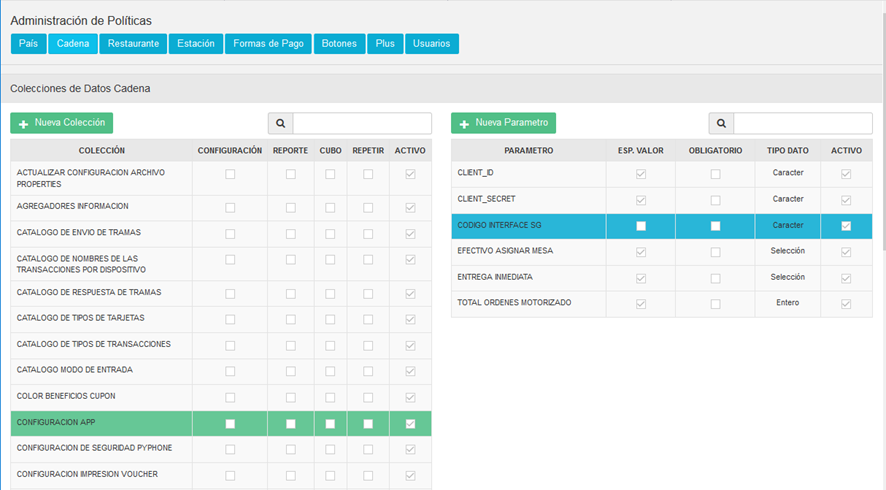 Administración de Políticas
País Cadena Restaurante Estación Formas de Pago Botones Plus Usuarios
Colecciones de Datos Cadena
Nueva Colección
COLECCIÓN CONFIGURACIÓN REPORTE CUBO REPETIR ACTIVO
ACTUALIZAR CONFIGURACION ARCHIVO
PROPERTIES
AGREGADORES INFORMACION
CATALOGO DE ENVIO DE TRAMAS
CATALOGO DE NOMBRES DE LAS
TRANSACCIONES POR DISPOSITIVO
CATALOGO DE RESPUESTA DE TRAMAS
CATALOGO DE TIPOS DE TARJETAS
CATALOGO DE TIPOS DE TRANSACCIONES
CATALOGO MODO DE ENTRADA
COLOR BENEFICIOS CUPON
CONFIGURACION APP
CONFIGURACION DE SEGURIDAD PYPHONE
CONFIGURACION IMPRESION VOUCHER
Nueva Parametro
PARAMETRO ESP. VALOR OBLIGATORIO TIPO DATO ACTIVO
CLIENT_ID Caracter
CLIENT_SECRET Caracter
CODIGO INTERFACE SG Caracter
EFECTIVO ASIGNAR MESA Selección
ENTREGA INMEDIATA Selección
TOTAL ORDENES MOTORIZADO Entero